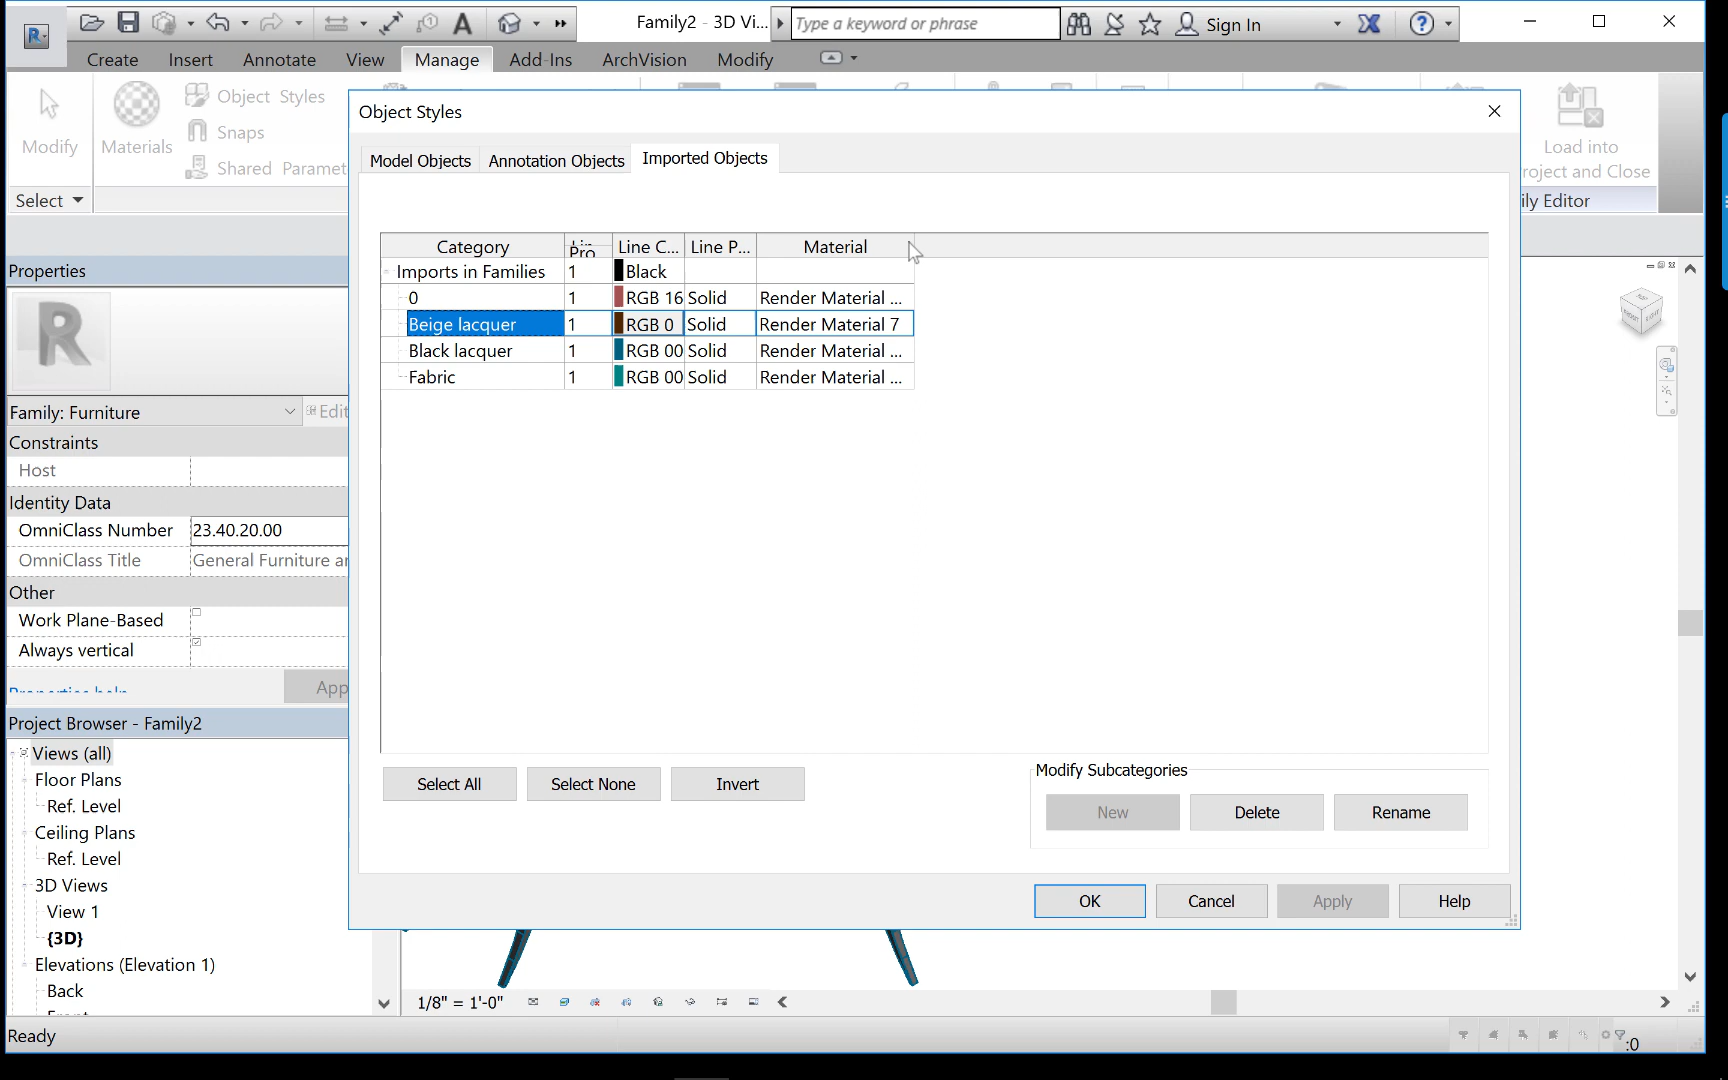 Family2 - 3D Vi...
Type a keyword or phrase
Sign In
Create Insert Annotate View Manage Add-Ins ArchVision Modify
Modify
Materials
Object Styles
Snaps
Shared Paramet
Select
Load into
roject and Close
ily Editor
Object Styles
Model Objects Annotation Objects Imported Objects
Category Pro Line C... Line P... Material
Imports in Families 1 Black
0 1 RGB 16 Solid Render Material ...
Beige lacquer 1 RGB 0 Solid Render Material 7
Black lacquer 1 RGB 00 Solid Render Material ...
Fabric 1 RGB 00 Solid Render Material ...
Select All Select None Invert
Modify Subcategories
New Delete Rename
OK Cancel Apply Help
Properties
Family: Furniture Edit
Constraints
Host
Identity Data
OmniClass Number 23.40.20.00
OmniClass Title General Furniture ar
Other
Work Plane-Based
Always vertical
App
Project Browser - Family2
Views (all)
Floor Plans
Ref. Level
Ceiling Plans
Ref. Level
3D Views
View 1
{3D}
Elevations (Elevation 1)
Back
1/8" = 1'-0"
Ready
:0